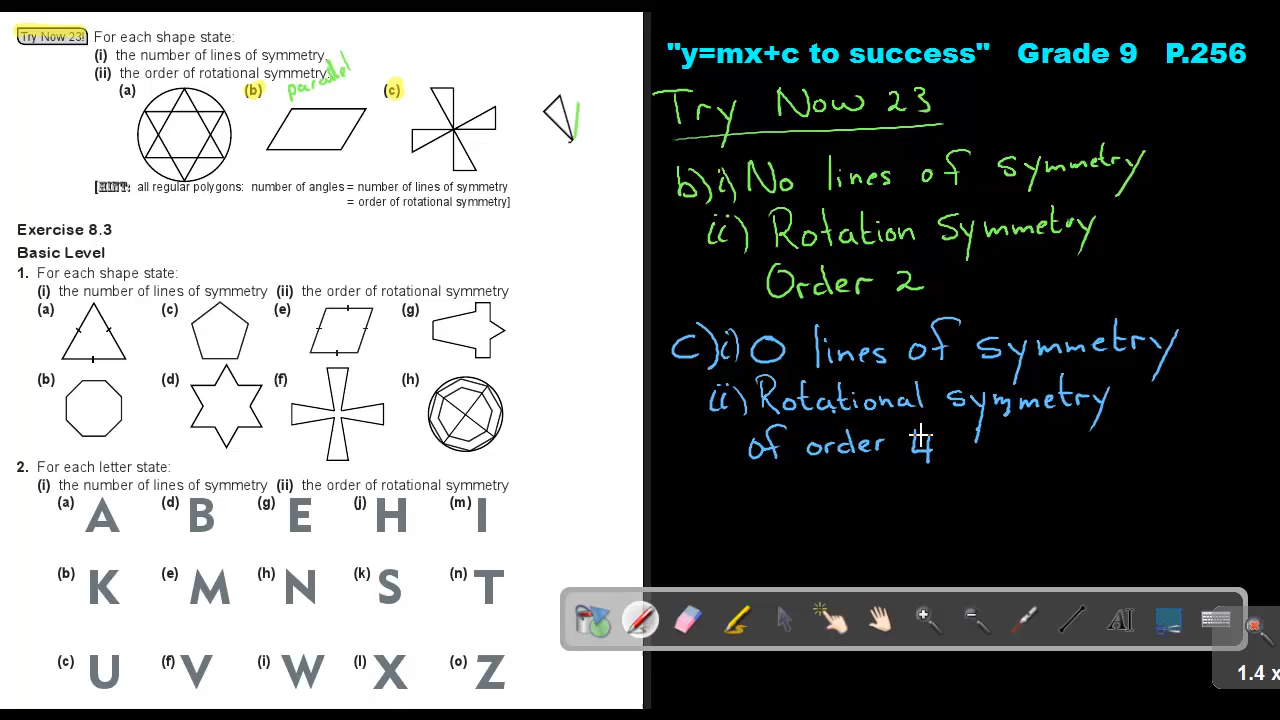 Try Now 23!
For each shape state:
(i) the number of lines of symmetry
(ii) the order of rotational symmetry.
parallel
(a) (b) (c)
[HINT: all regular polygons: number of angles = number of lines of symmetry
= order of rotational symmetry]
Exercise 8.3
Basic Level
1. For each shape state:
(i) the number of lines of symmetry (ii) the order of rotational symmetry
(a) (c) (e) (g)
(b) (d) (f) (h)
2. For each letter state:
(i) the number of lines of symmetry (ii) the order of rotational symmetry
(a) A (d) B (g) E (j) H (m) I
(b) K (e) M (h) N (k) S (n) T
(c) U (f) V (i) W (l) X (o) Z
"y=mx+c to success" Grade 9 P.256
Try Now 23
b) i) No lines of symmetry
ii) Rotation Symmetry
Order 2
c) i) 0 lines of symmetry
ii) Rotational symmetry
of order 4
AI
1.4 x